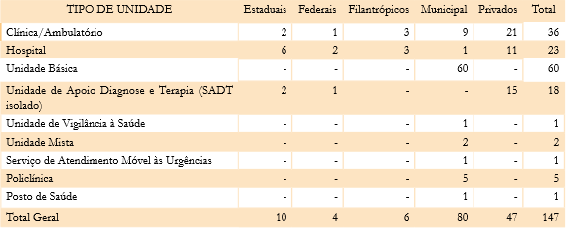 TIPO DE UNIDADE Estaduais Federais Filantrópicos Municipal Privados Total
Clínica/Ambulatório 2 1 3 9 21 36
Hospital 6 2 3 1 11 23
Unidade Básica - - - 60 - 60
Unidade de Apoio Diagnose e Terapia (SADT
isolado) 2 1 - - 15 18
Unidade de Vigilância à Saúde - - - 1 - 1
Unidade Mista - - - 2 - 2
Serviço de Atendimento Móvel às Urgências - - - 1 - 1
Policlínica - - - 5 - 5
Posto de Saúde - - - 1 - 1
Total Geral 10 4 6 80 47 147